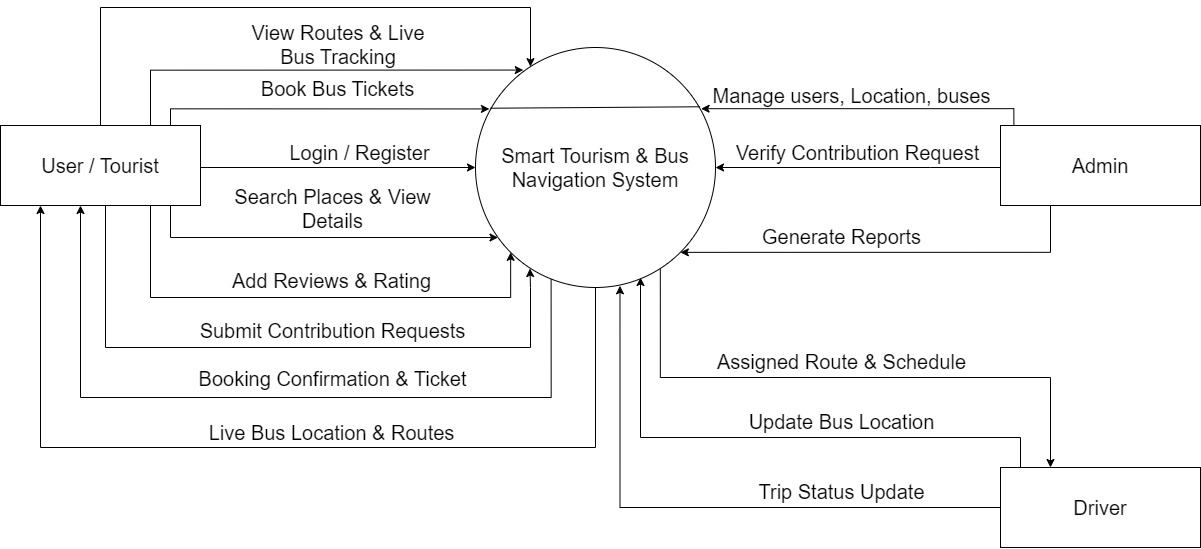 View Routes & Live
Bus Tracking
Book Bus Tickets
User / Tourist
Login / Register
Search Places & View
Details
Add Reviews & Rating
Submit Contribution Requests
Booking Confirmation & Ticket
Live Bus Location & Routes
Smart Tourism & Bus
Navigation System
Manage users, Location, buses
Verify Contribution Request
Admin
Generate Reports
Assigned Route & Schedule
Update Bus Location
Trip Status Update
Driver